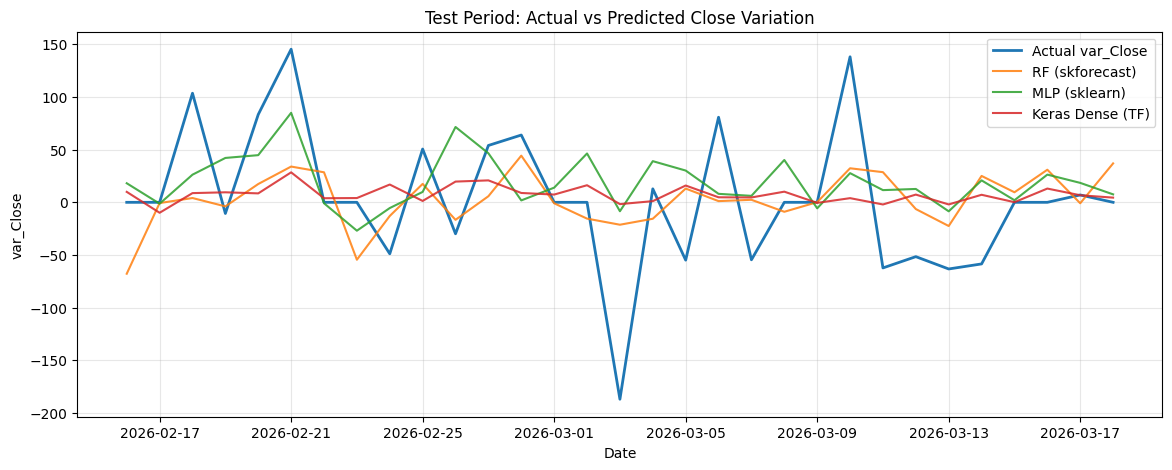 Test Period: Actual vs Predicted Close Variation
Actual var_Close
RF (skforecast)
MLP (sklearn)
Keras Dense (TF)
var_Close
150
100
50
0
−50
−100
−150
−200
2026-02-17 2026-02-21 2026-02-25 2026-03-01 2026-03-05 2026-03-09 2026-03-13 2026-03-17
Date